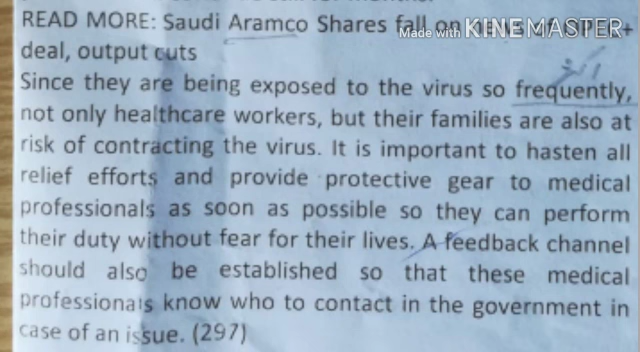 READ MORE: Saudi Aramco Shares fall on
Made with KINEMASTER
deal, output cuts
Since they are being exposed to the virus so frequently,
not only healthcare workers, but their families are also at
risk of contracting the virus. It is important to hasten all
relief efforts and provide protective gear to medical
professionals as soon as possible so they can perform
their duty without fear for their lives. A feedback channel
should also be established so that these medical
professionals know who to contact in the government in
case of an issue. (297)